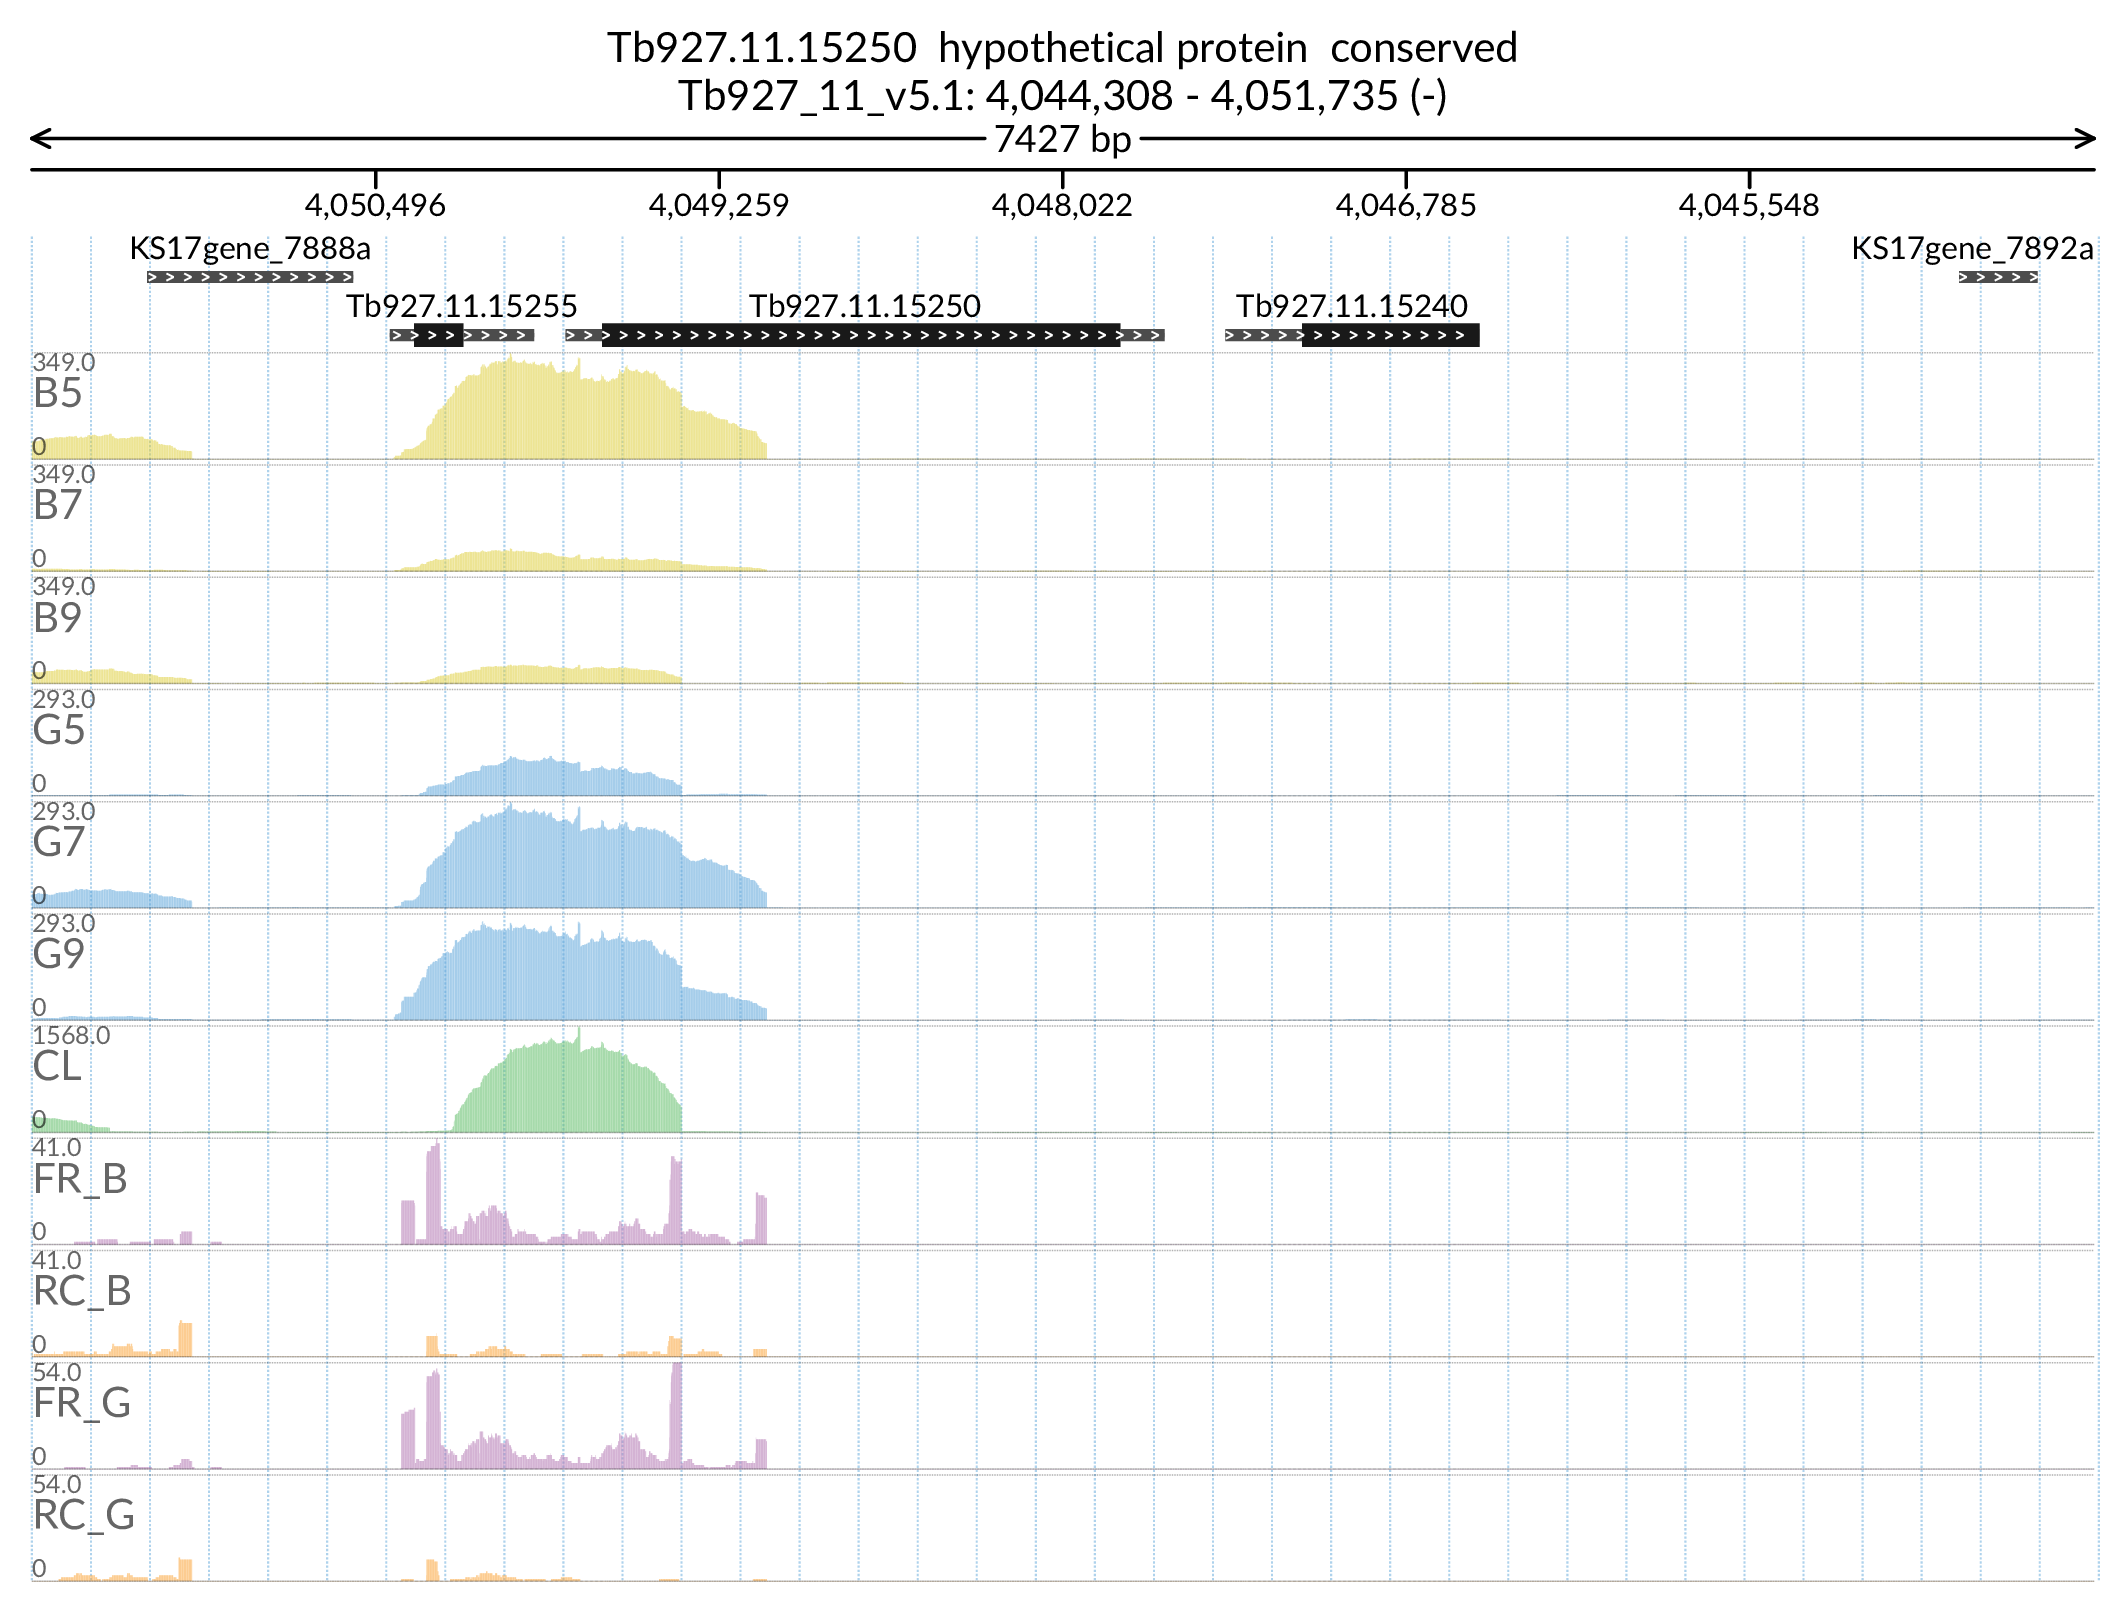 Tb927.11.15250 hypothetical protein conserved
Tb927_11_v5.1: 4,044,308 - 4,051,735 (-)
7427 bp
4,050,496 4,049,259 4,048,022 4,046,785 4,045,548
KS17gene_7888a KS17gene_7892a
Tb927.11.15255 Tb927.11.15250 Tb927.11.15240
349.0
B5
0
349.0
B7
0
349.0
B9
0
293.0
G5
0
293.0
G7
0
293.0
G9
0
1568.0
CL
0
41.0
FR_B
0
41.0
RC_B
0
54.0
FR_G
0
54.0
RC_G
0